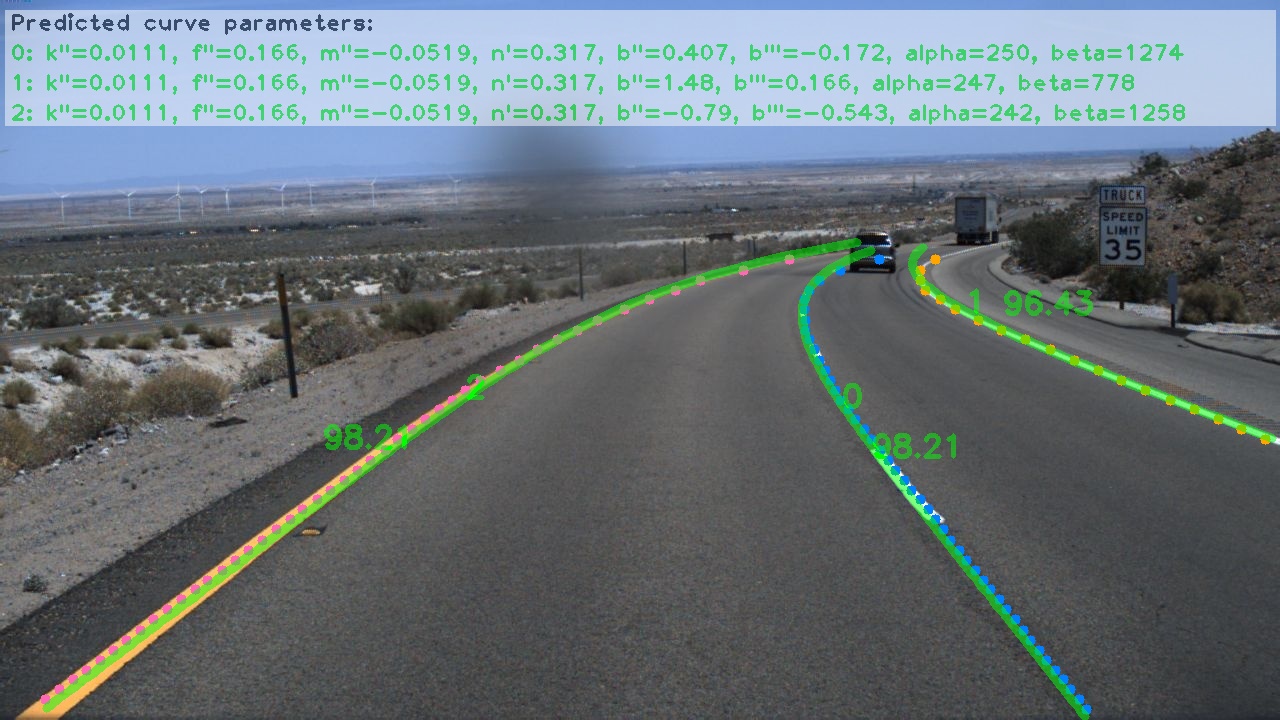 Predicted curve parameters:
0: k''=0.0111, f''=0.166, m''=-0.0519, n'=0.317, b''=0.407, b'''=-0.172, alpha=250, beta=1274
1: k''=0.0111, f''=0.166, m''=-0.0519, n'=0.317, b''=1.48, b'''=0.166, alpha=247, beta=778
2: k''=0.0111, f''=0.166, m''=-0.0519, n'=0.317, b''=-0.79, b'''=-0.543, alpha=242, beta=1258
TRUCK
SPEED
LIMIT
35
1 96.43
2
0
98.21
98.21